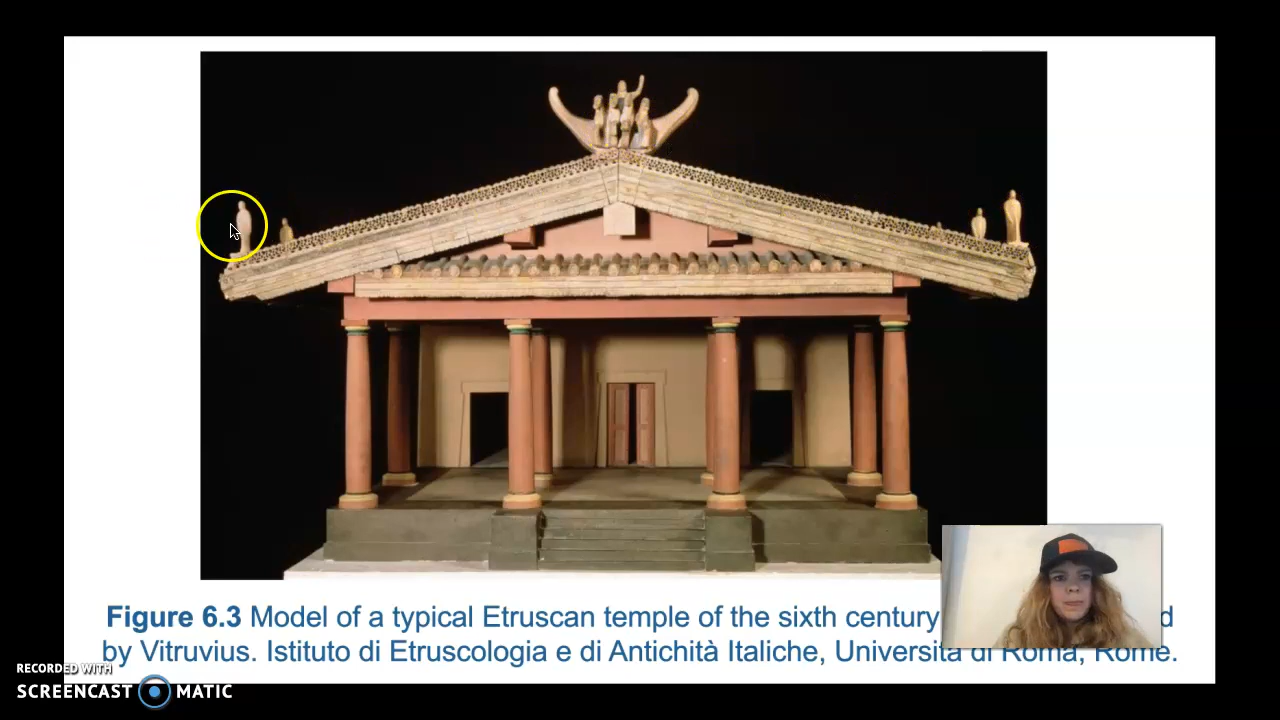 Figure 6.3 Model of a typical Etruscan temple of the sixth century
by Vitruvius. Istituto di Etruscologia e di Antichità Italiche, Università di Roma, Rome.
RECORDED WITH
SCREENCAST MATIC